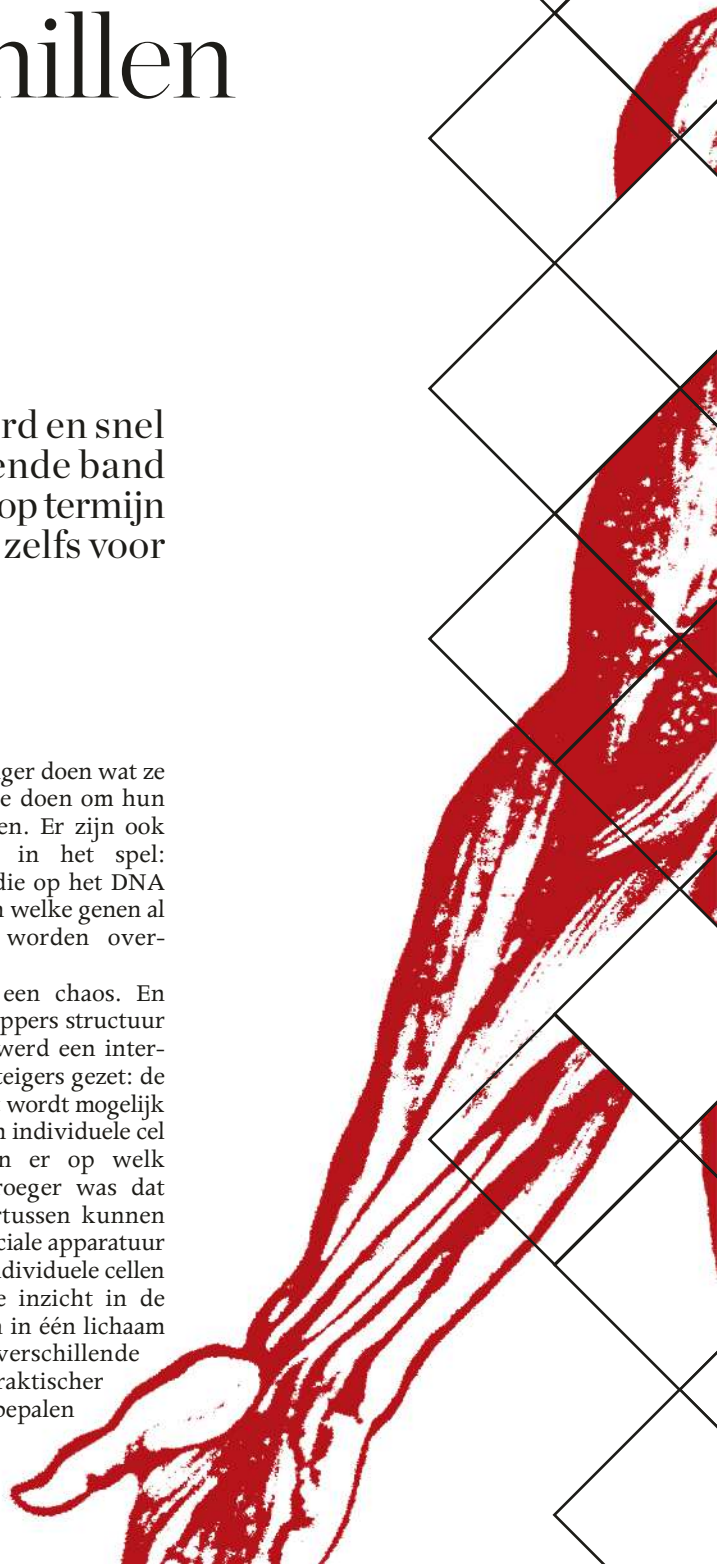 hillen
rd en snel
ende band
op termijn
zelfs voor
ger doen wat ze
e doen om hun
en. Er zijn ook
in het spel:
die op het DNA
n welke genen al
worden over-
een chaos. En
ppers structuur
werd een inter-
teigers gezet: de
wordt mogelijk
n individuele cel
n er op welk
roeger was dat
rtussen kunnen
ciale apparatuur
dividuele cellen
e inzicht in de
n in één lichaam
verschillende
raktischer
bepalen